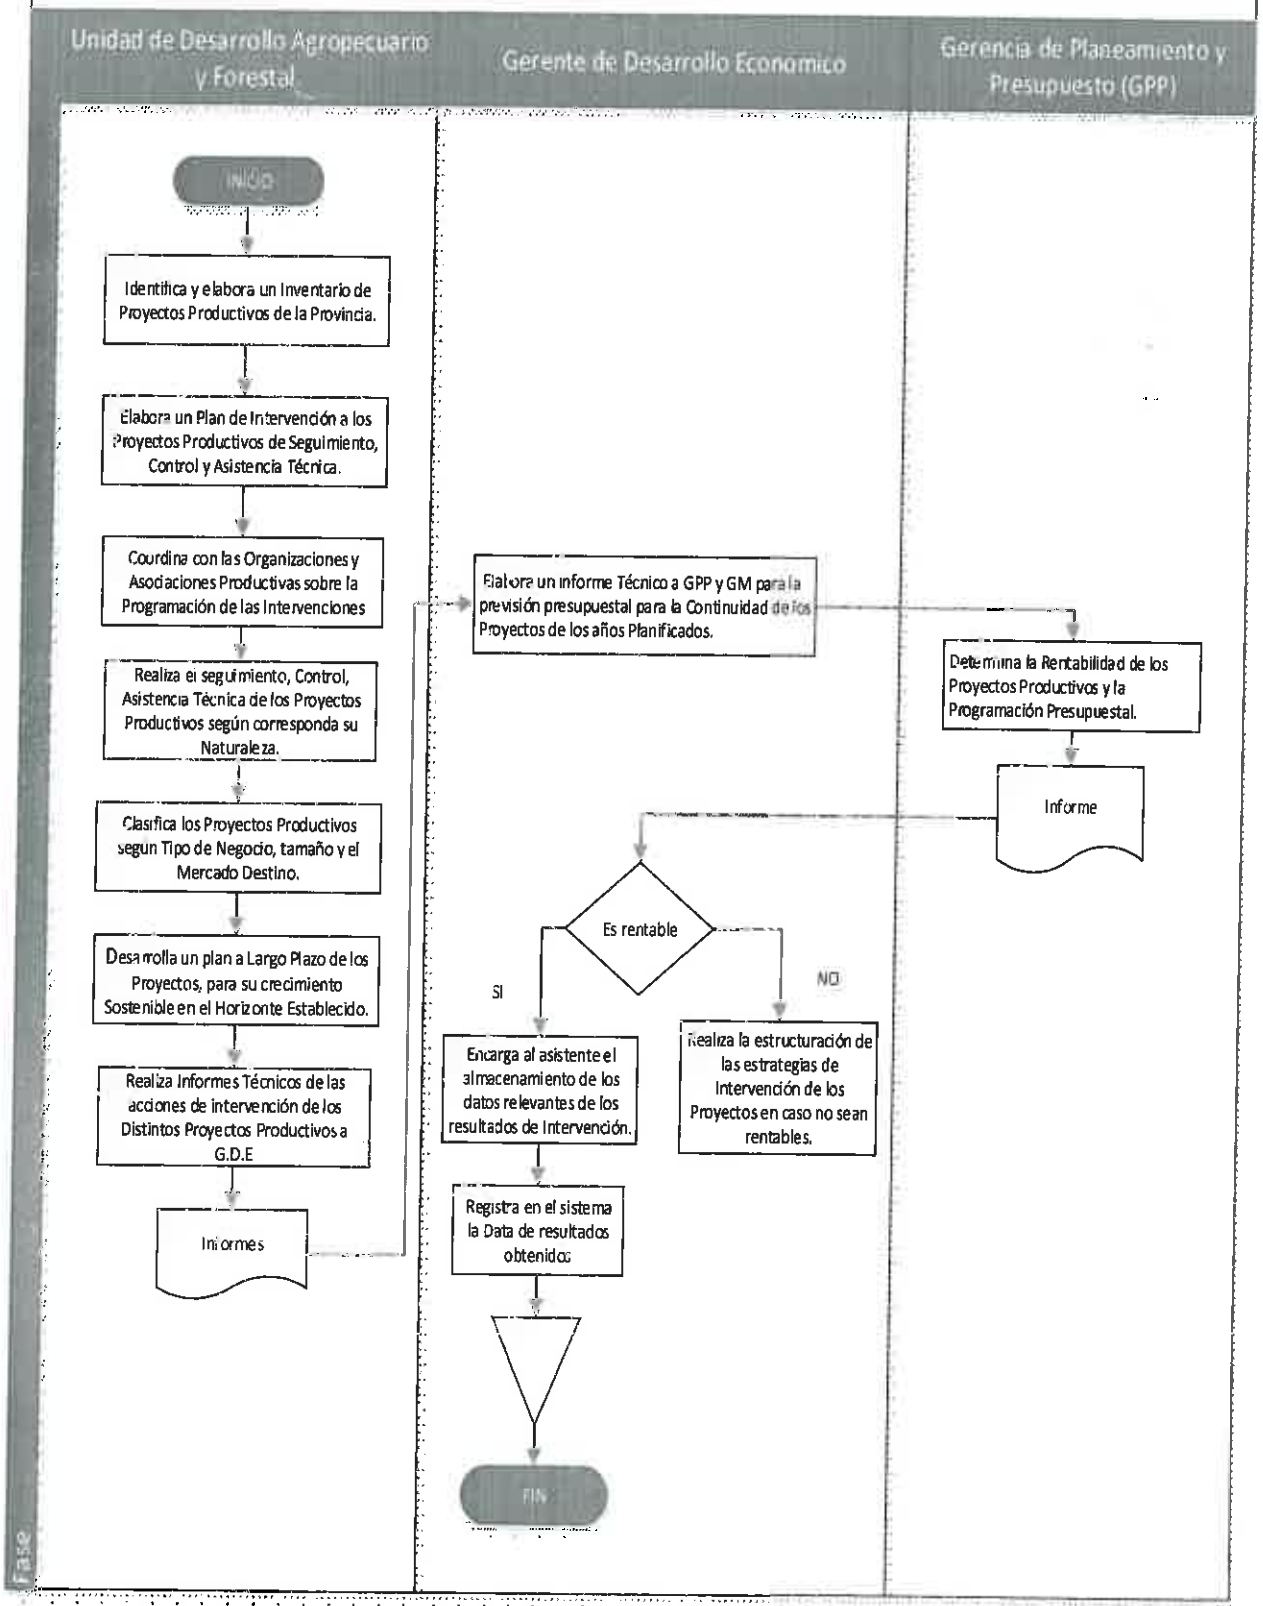 Unidad de Desarrollo Agropecuario
y Forestal
Gerente de Desarrollo Economico
Gerencia de Planeamiento y
Presupuesto (GPP)
INICIO
Identifica y elabora un Inventario de
Proyectos Productivos de la Provincia.
Elabora un Plan de Intervención a los
Proyectos Productivos de Seguimiento,
Control y Asistencia Técnica.
Courdina con las Organizaciones y
Asociaciones Productivas sobre la
Programación de las Intervenciones
Realiza el seguimiento, Control,
Asistencia Técnica de los Proyectos
Productivos según corresponda su
Naturaleza.
Clasifica los Proyectos Productivos
según Tipo de Negocio, tamaño y el
Mercado Destino.
Desarrolla un plan a Largo Plazo de los
Proyectos, para su crecimiento
Sostenible en el Horizonte Establecido.
Realiza Informes Técnicos de las
acciones de intervención de los
Distintos Proyectos Productivos a
G.D.E
Informes
Elabora un informe Técnico a GPP y GM para la
previsión presupuestal para la Continuidad de los
Proyectos de los años Planificados.
Determina la Rentabilidad de los
Proyectos Productivos y la
Programación Presupuestal.
Informe
Es rentable
SI
NO
Encarga al asistente el
almacenamiento de los
datos relevantes de los
resultados de Intervención.
Realiza la estructuración de
las estrategias de
Intervención de los
Proyectos en caso no sean
rentables.
Registra en el sistema
la Data de resultados
obtenidos
FIN
Fase